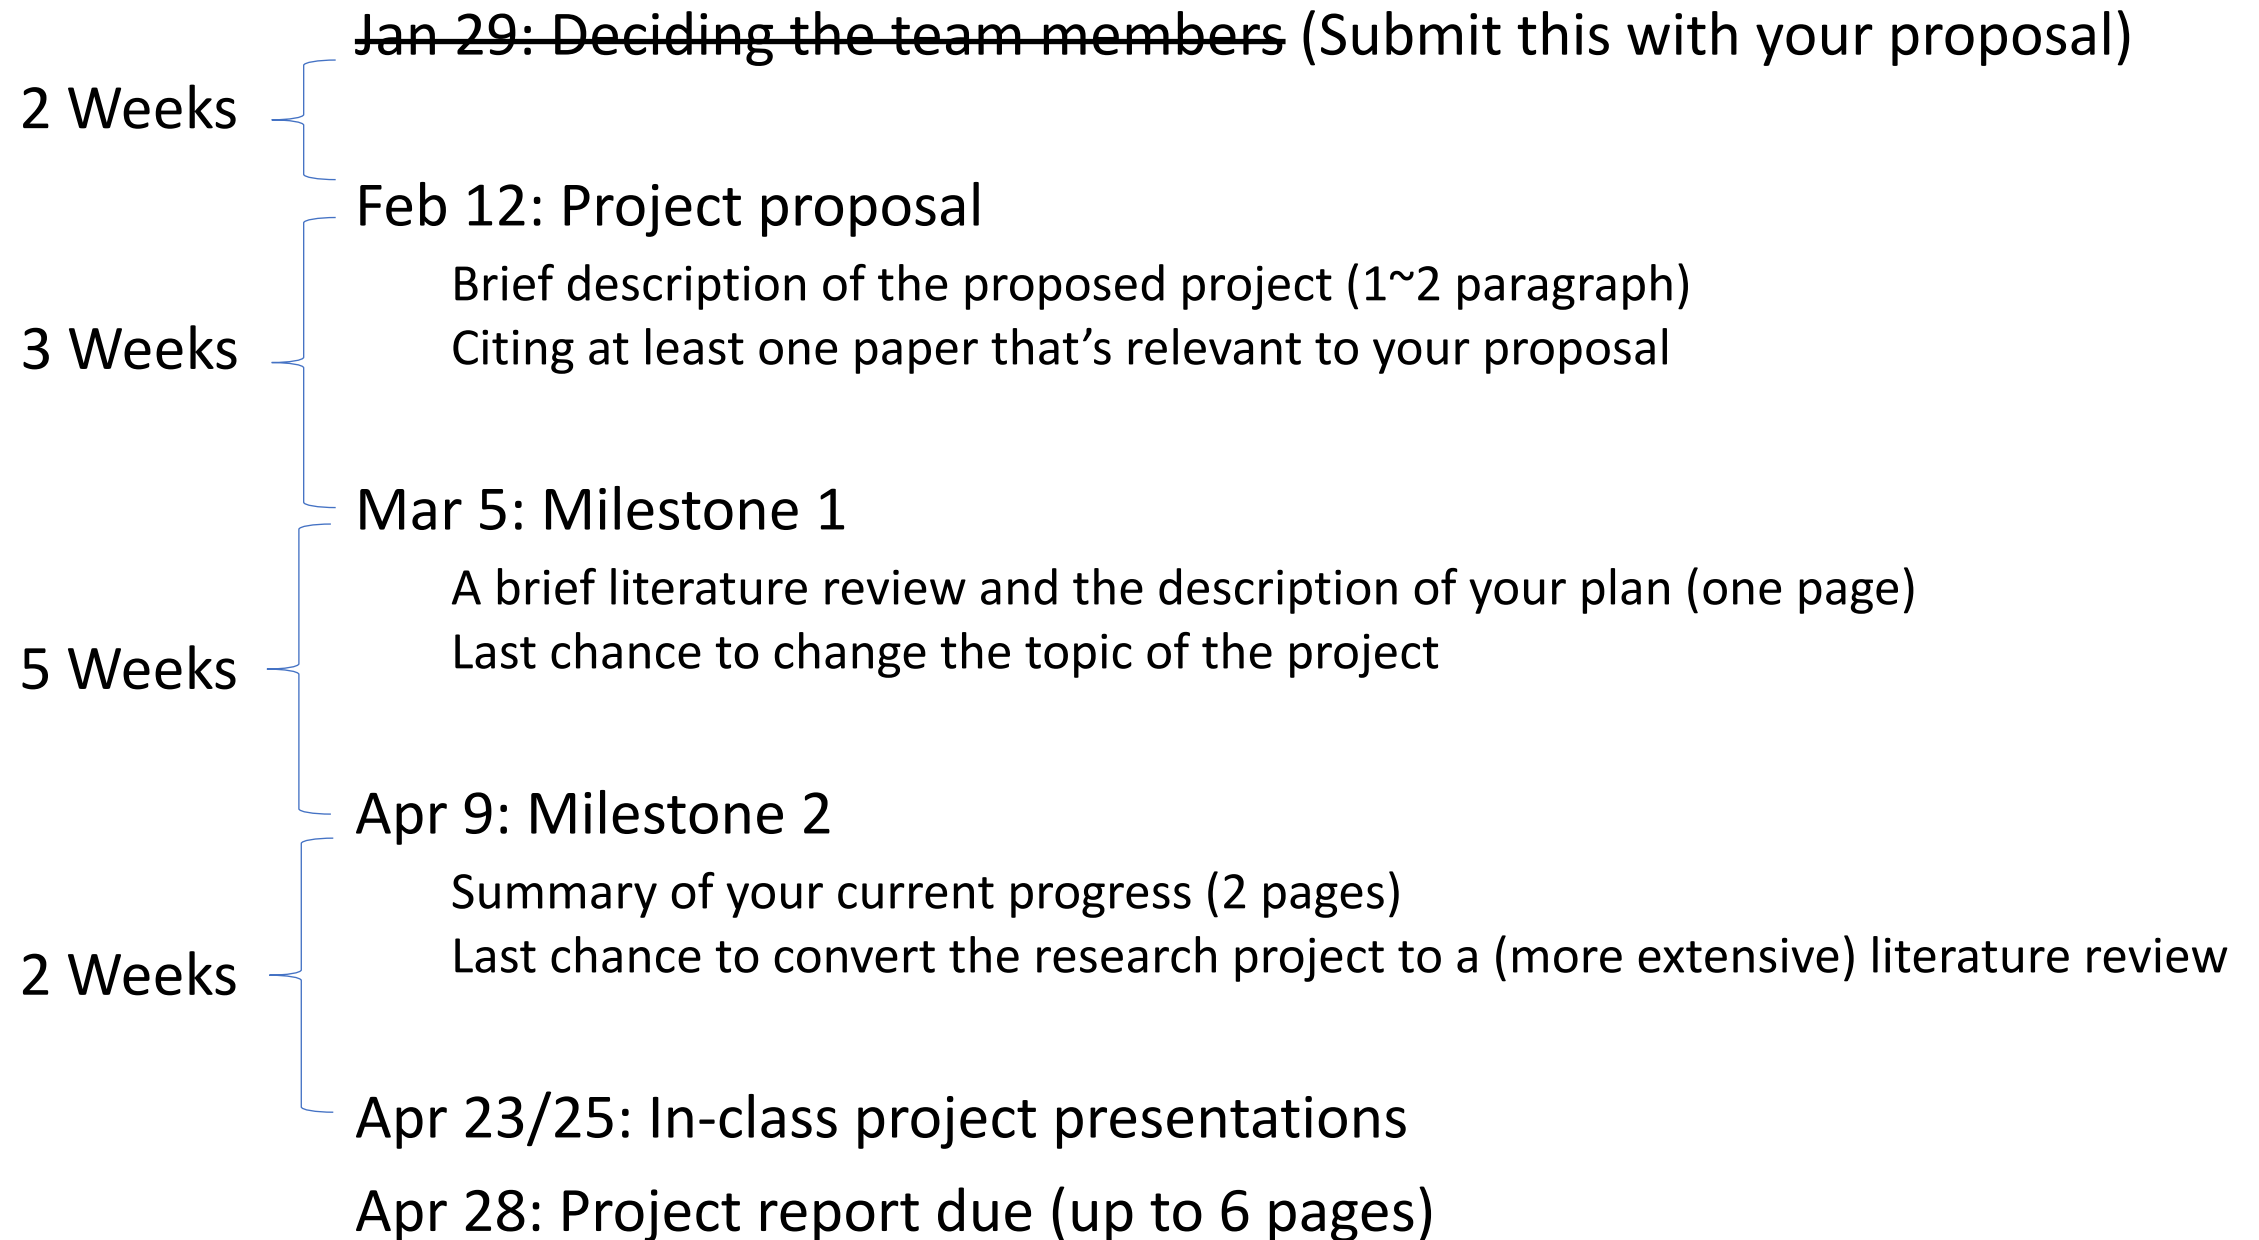 Jan 29: Deciding the team members (Submit this with your proposal)
2 Weeks
Feb 12: Project proposal
Brief description of the proposed project (1~2 paragraph)
3 Weeks
Citing at least one paper that’s relevant to your proposal
Mar 5: Milestone 1
A brief literature review and the description of your plan (one page)
Last chance to change the topic of the project
5 Weeks
Apr 9: Milestone 2
Summary of your current progress (2 pages)
Last chance to convert the research project to a (more extensive) literature review
2 Weeks
Apr 23/25: In-class project presentations
Apr 28: Project report due (up to 6 pages)